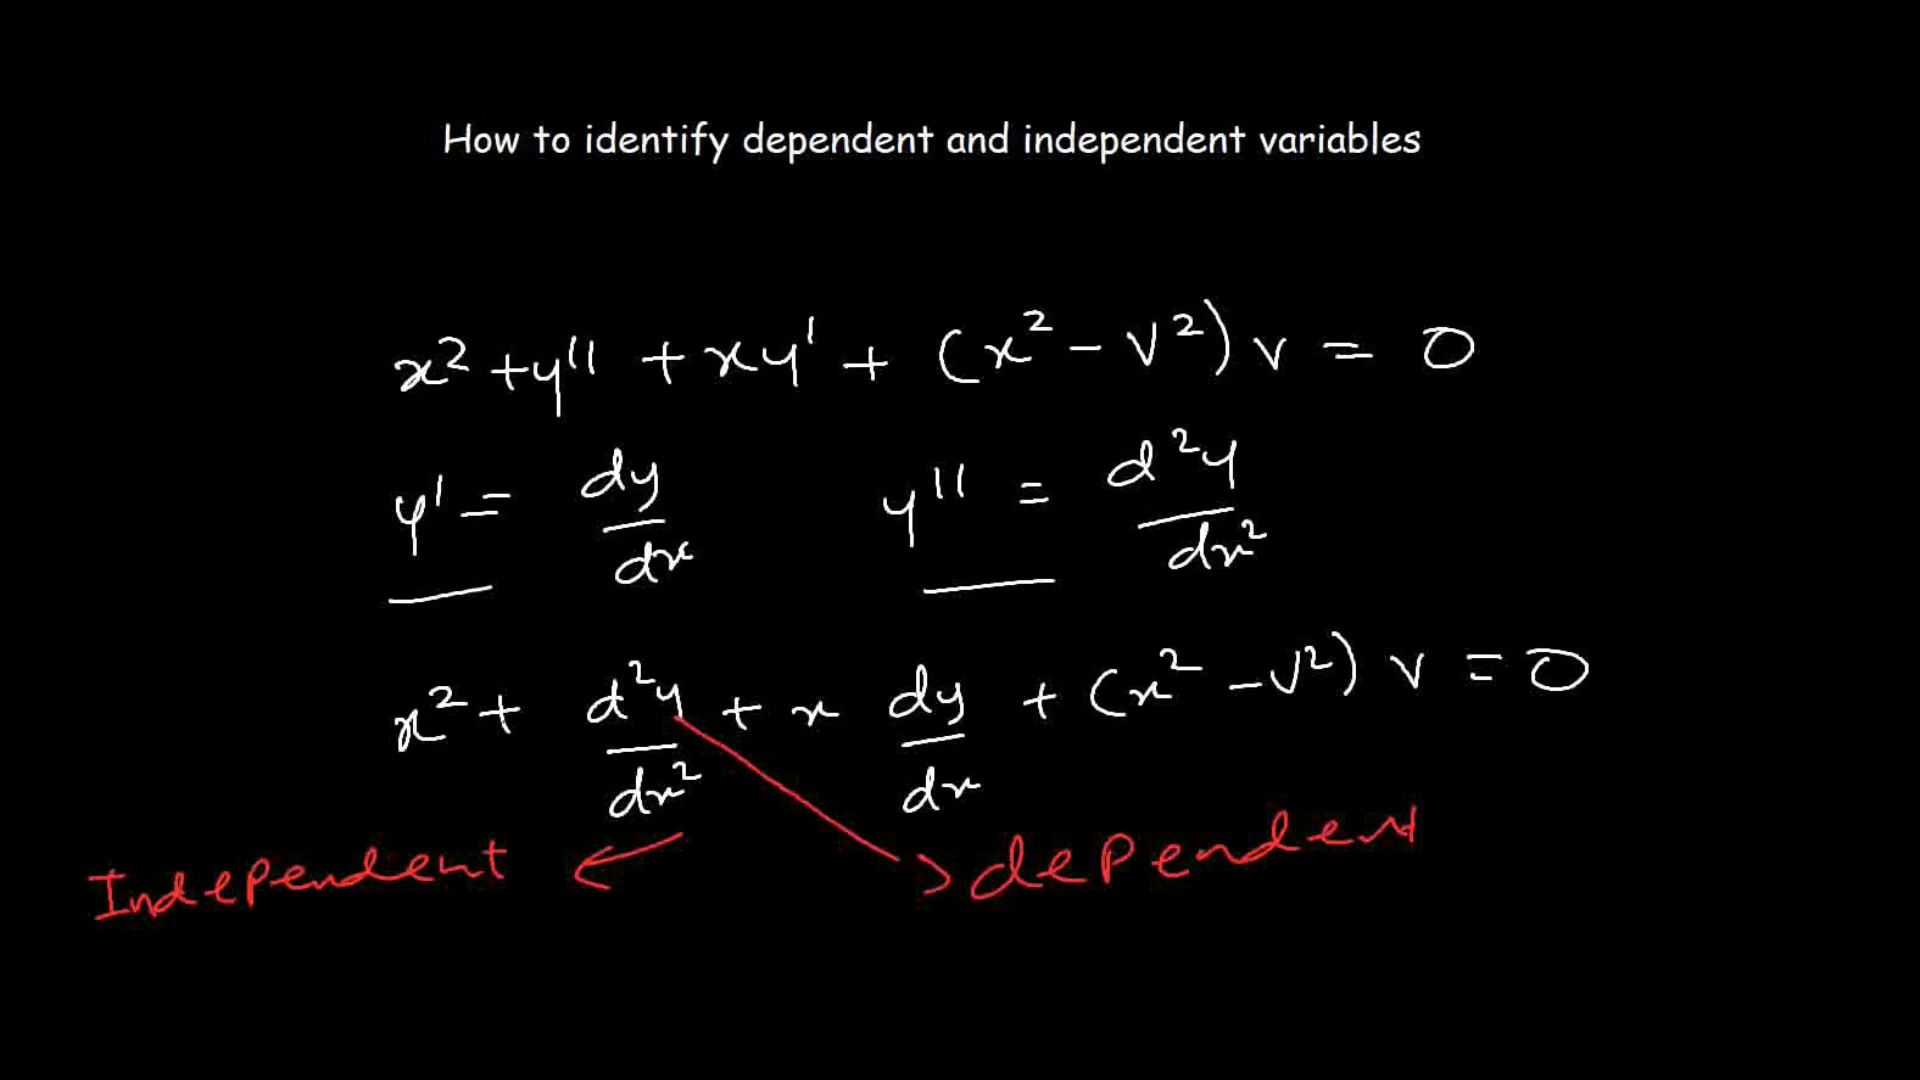 How to identify dependent and independent variables
x² + y'' + xy' + (x² - v²) v = 0
y' = dy/dx    y'' = d²y/dx²
x² + d²y/dx² + x dy/dx + (x² - v²) v = 0
Independent    dependent